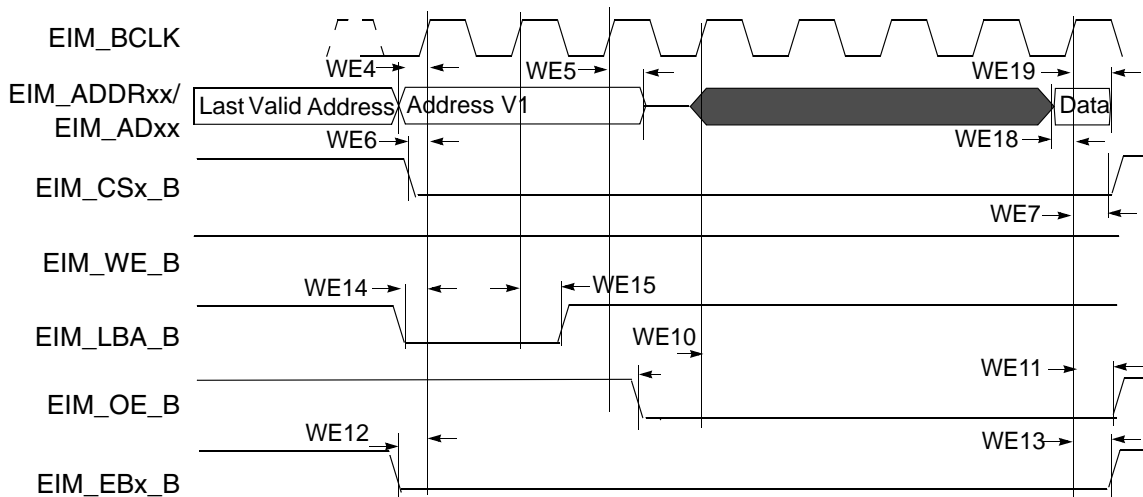 EIM_BCLK
WE4
WE5
WE19
EIM_ADDRxx/
EIM_ADxx
Last Valid Address
Address V1
Data
WE6
WE18
EIM_CSx_B
WE7
EIM_WE_B
WE14
WE15
EIM_LBA_B
WE10
WE11
EIM_OE_B
WE12
WE13
EIM_EBx_B